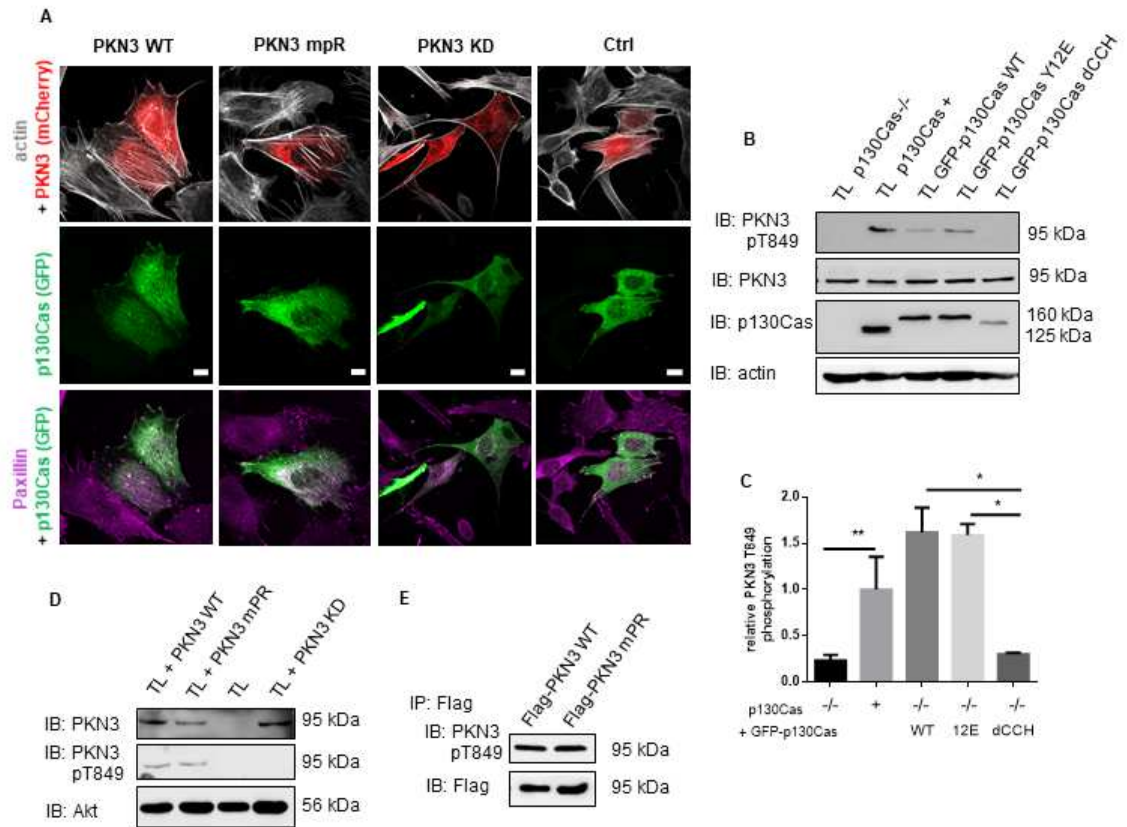 A
PKN3 WT
PKN3 mpR
PKN3 KD
Ctrl
actin
+ PKN3 (mCherry)
p130Cas (GFP)
Paxillin
+ p130Cas (GFP)
B
TL p130Cas-/-
TL p130Cas +
TL GFP-p130Cas WT
TL GFP-p130Cas Y12E
TL GFP-p130Cas dCCH
IB: PKN3
pT849
95 kDa
IB: PKN3
95 kDa
IB: p130Cas
160 kDa
125 kDa
IB: actin
C
relative PKN3 T849
phosphorylation
2.0
1.5
1.0
0.5
0.0
**
*
*
p130Cas -/- + -/- -/- -/-
+ GFP-p130Cas WT 12E dCCH
D
TL + PKN3 WT
TL + PKN3 mPR
TL
TL + PKN3 KD
IB: PKN3
95 kDa
IB: PKN3
pT849
95 kDa
IB: Akt
56 kDa
E
IP: Flag
Flag-PKN3 WT
Flag-PKN3 mPR
IB: PKN3
pT849
95 kDa
IB: Flag
95 kDa